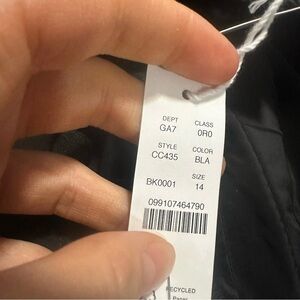 DEPT CLASS
GA7 0R0
STYLE COLOR
CC435 BLA
SIZE
BK0001 14
099107464790
RECYCLED